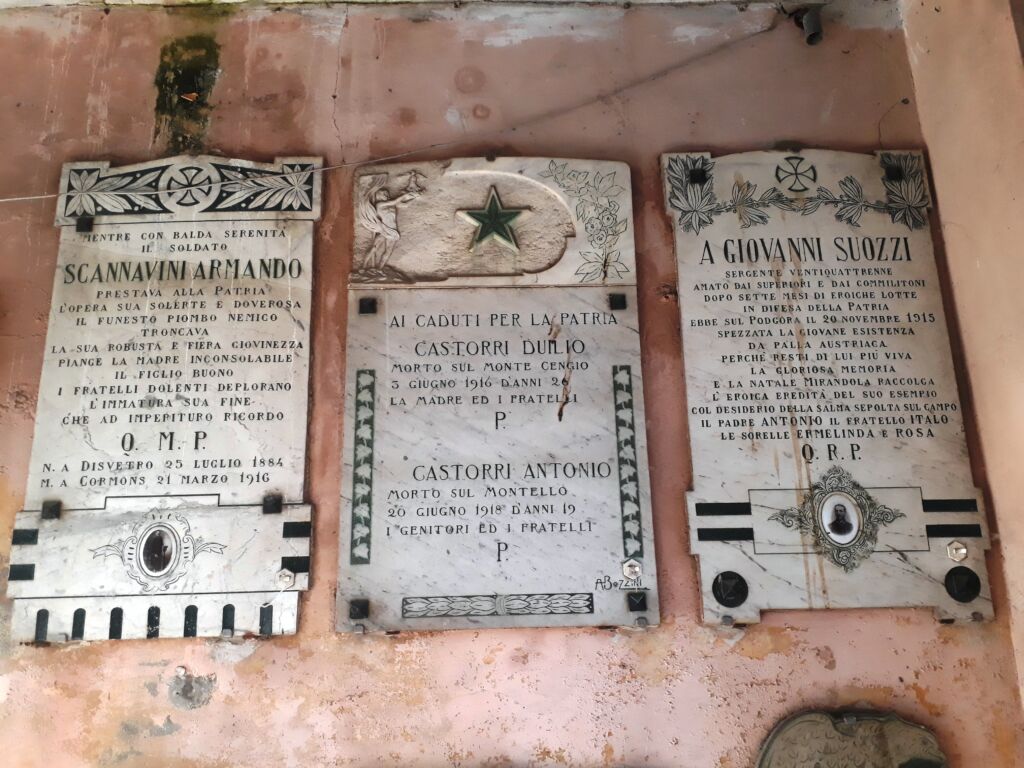 MENTRE CON BALDA SERENITÀ
IL SOLDATO
SCANNAVINI ARMANDO
PRESTAVA ALLA PATRIA
L'OPERA SUA SOLERTE E DOVEROSA
IL FUNESTO PIOMBO NEMICO
TRONCAVA
LA SUA ROBUSTA E FIERA GIOVINEZZA
PIANGE LA MADRE INCONSOLABILE
IL FIGLIO BUONO
I FRATELLI DOLENTI DEPLORANO
L'IMMATURA SUA FINE
CHE AD IMPERITURO RICORDO
Q. M. P.
N. A DISVETRO 25 LUGLIO 1884
M. A CORMONS 21 MARZO 1916
AI CADUTI PER LA PATRIA
CASTORRI DUILIO
MORTO SUL MONTE CENGIO
3 GIUGNO 1916 D'ANNI
LA MADRE ED I FRATELLI
P.
CASTORRI ANTONIO
MORTO SUL MONTELLO
20 GIUGNO 1918 D'ANNI 19
I GENITORI ED I FRATELLI
P.
A. BOZZINI
A GIOVANNI SUOZZI
SERGENTE VENTIQUATTRENNE
AMATO DAI SUPERIORI E DAI COMMILITONI
DOPO SETTE MESI DI EROICHE LOTTE
IN DIFESA DELLA PATRIA
EBBE SUL PODGORA IL 20 NOVEMBRE 1915
SPEZZATA LA GIOVANE ESISTENZA
DA PALLA AUSTRIACA
PERCHÈ RESTI DI LUI PIÙ VIVA
LA GLORIOSA MEMORIA
E LA NATALE MIRANDOLA RACCOLGA
L'EROICA EREDITÀ DEL SUO ESEMPIO
COL DESIDERIO DELLA SALMA SEPOLTA SUL CAMPO
IL PADRE ANTONIO IL FRATELLO ITALO
LE SORELLE ERMELINDA E ROSA
Q. R. P.